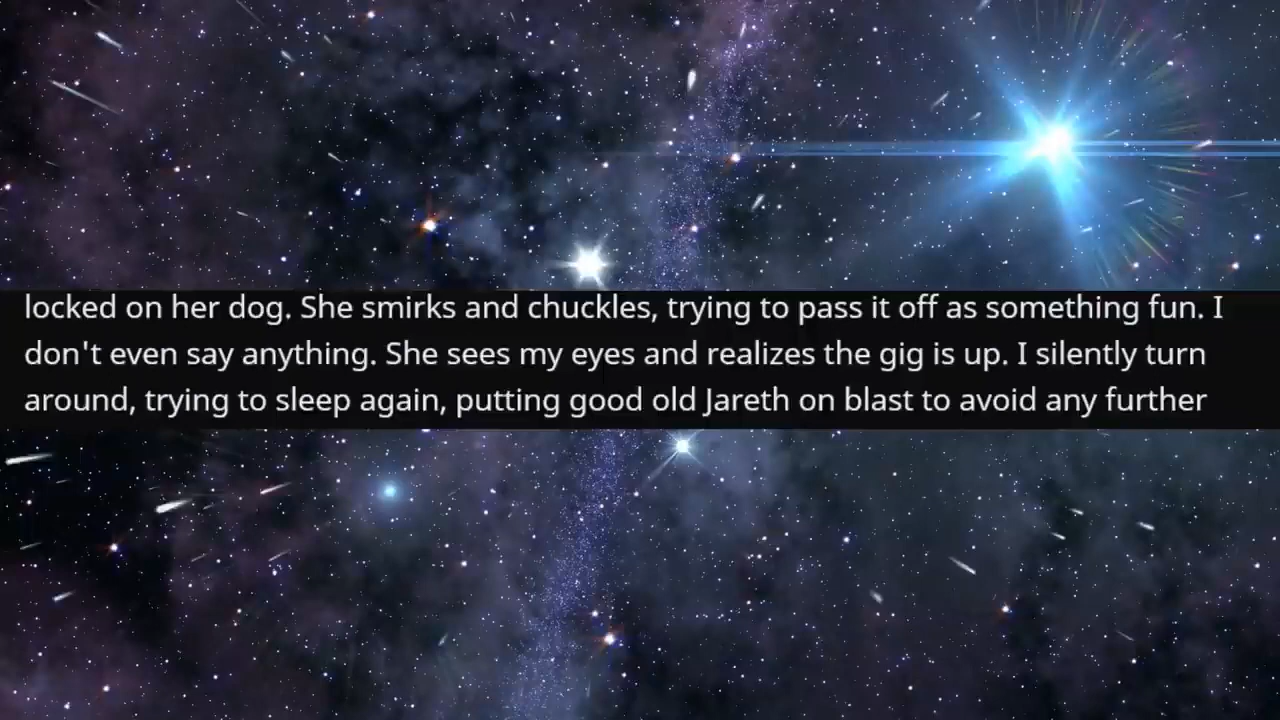 locked on her dog. She smirks and chuckles, trying to pass it off as something fun. I
don't even say anything. She sees my eyes and realizes the gig is up. I silently turn
around, trying to sleep again, putting good old Jareth on blast to avoid any further